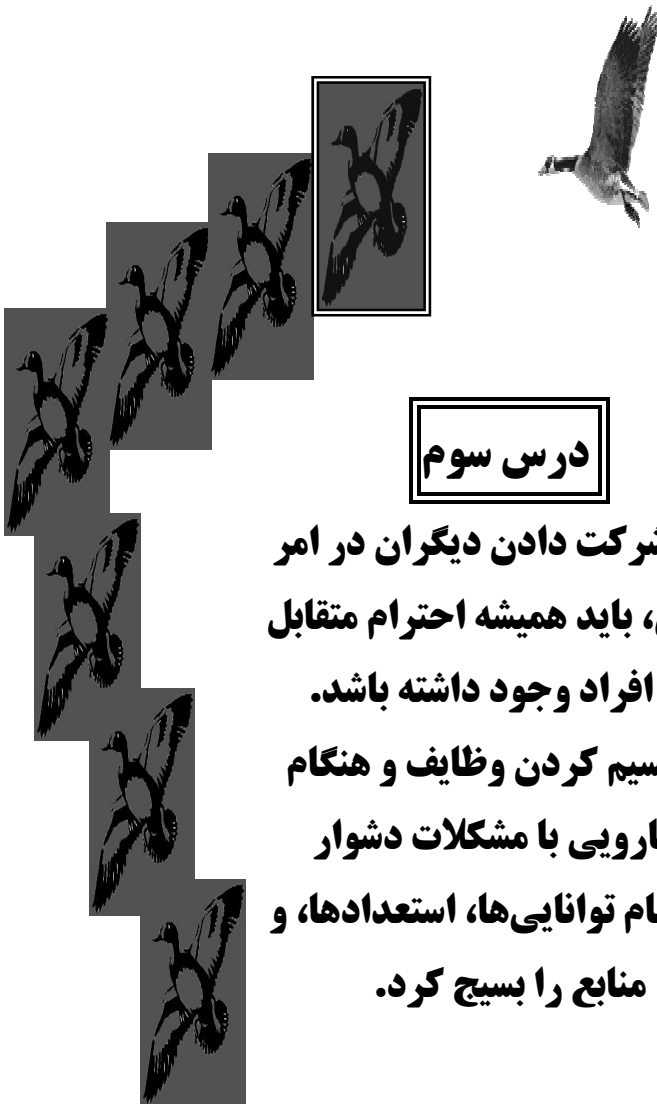 درس سوم
شرکت دادن دیگران در امر
باید همیشه احترام متقابل
افراد وجود داشته باشد.
کردن وظایف و هنگام
با مشکلات دشوار
توانایی‌ها، استعدادها، و
منابع را بسیج کرد.